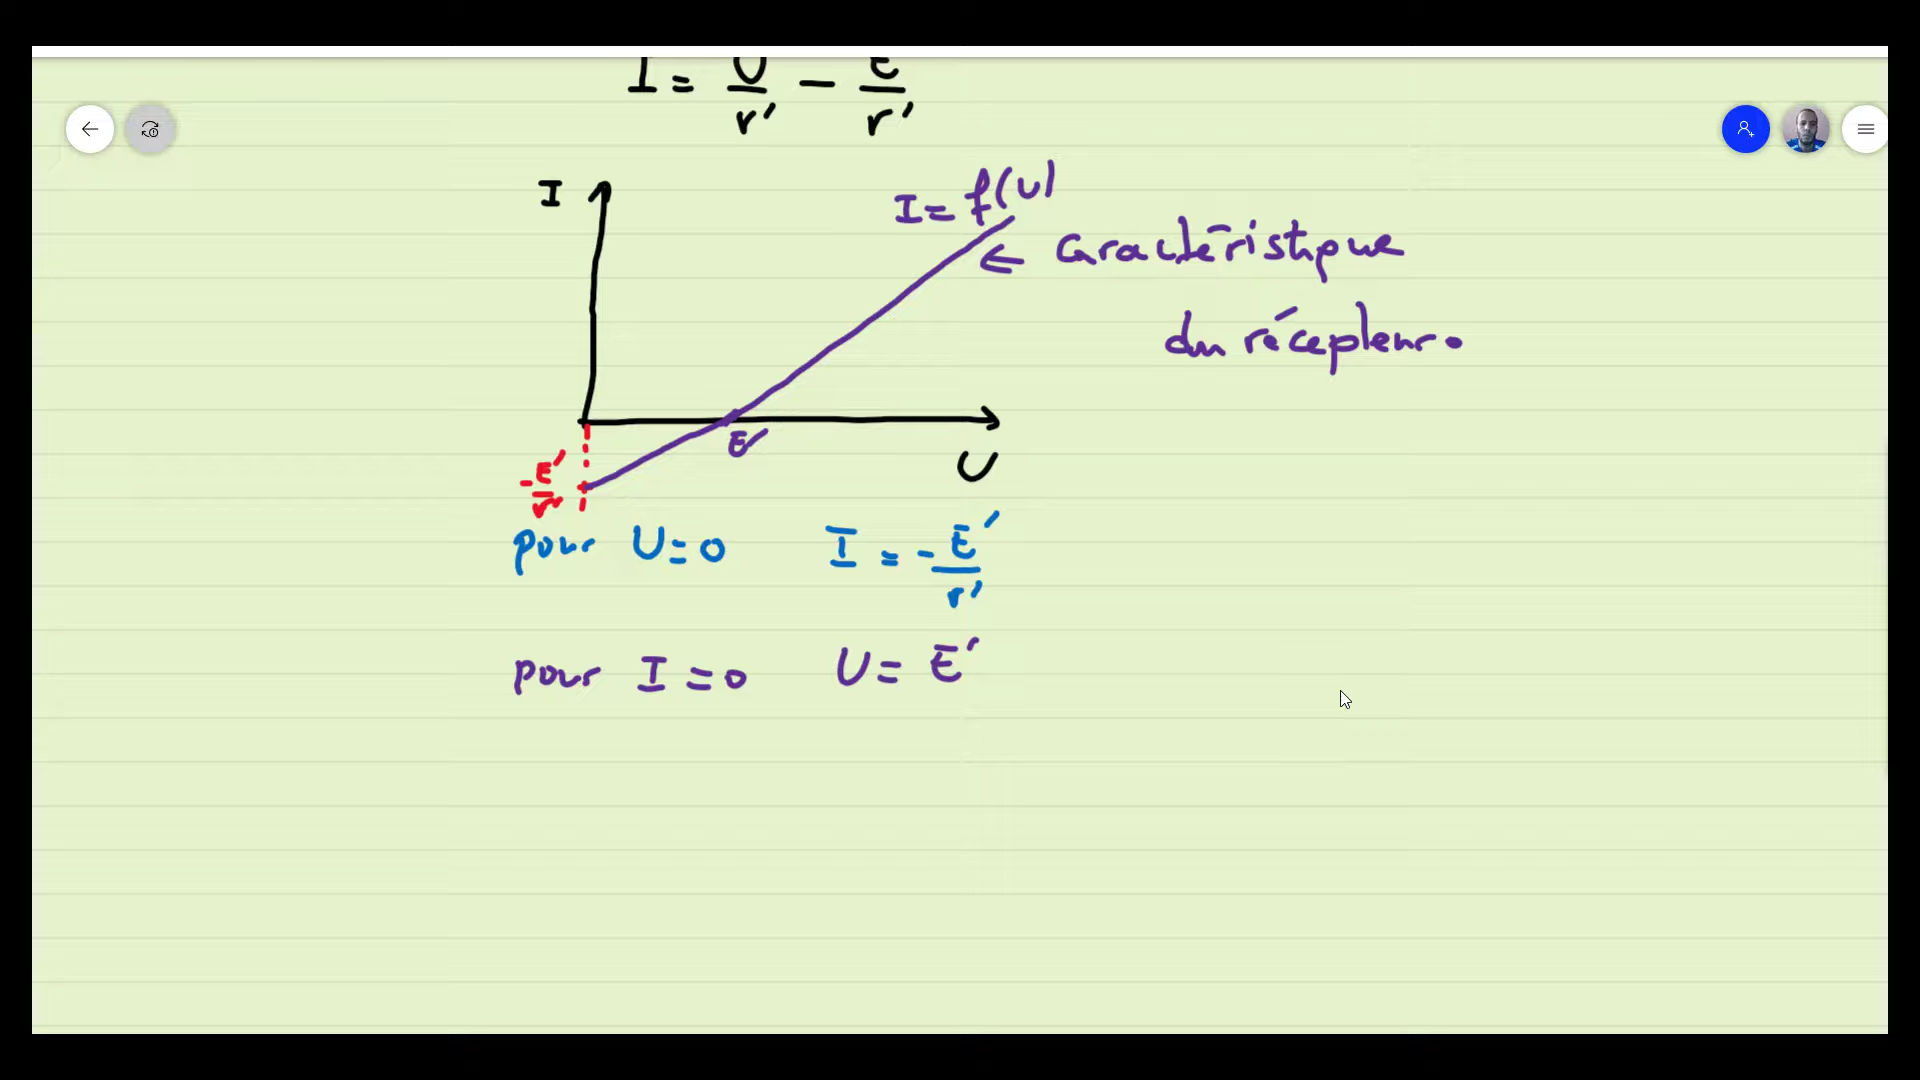 I = U/r' - E'/r'
I
I = f(U)
← Caractéristique
du récepteur.
E'
U
-E'/r'
pour U = 0 I = -E'/r'
pour I = 0 U = E'